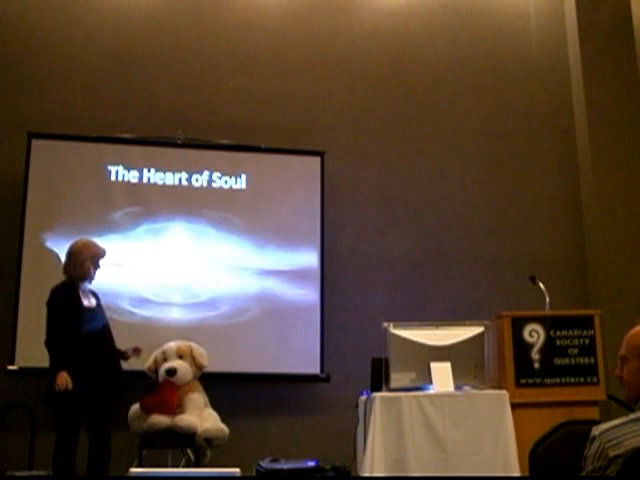 The Heart of Soul
CANADIAN
SOCIETY
OF
QUESTERS
www.questers.ca